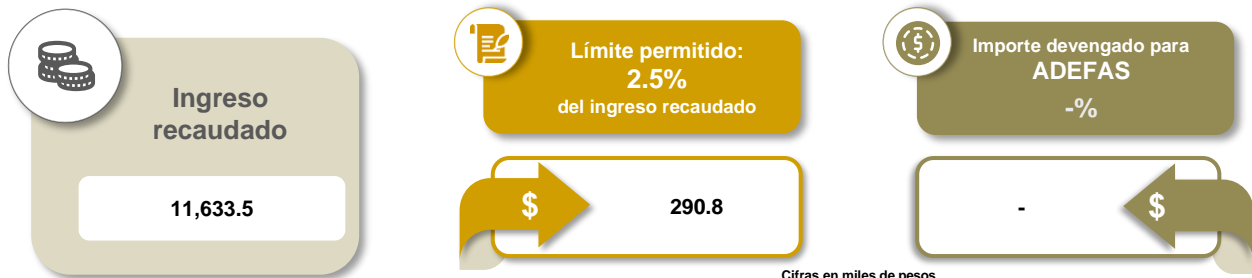 Ingreso
recaudado
11,633.5
Límite permitido:
2.5%
del ingreso recaudado
$
290.8
Importe devengado para
ADEFAS
-%
-
$
Cifras en miles de pesos